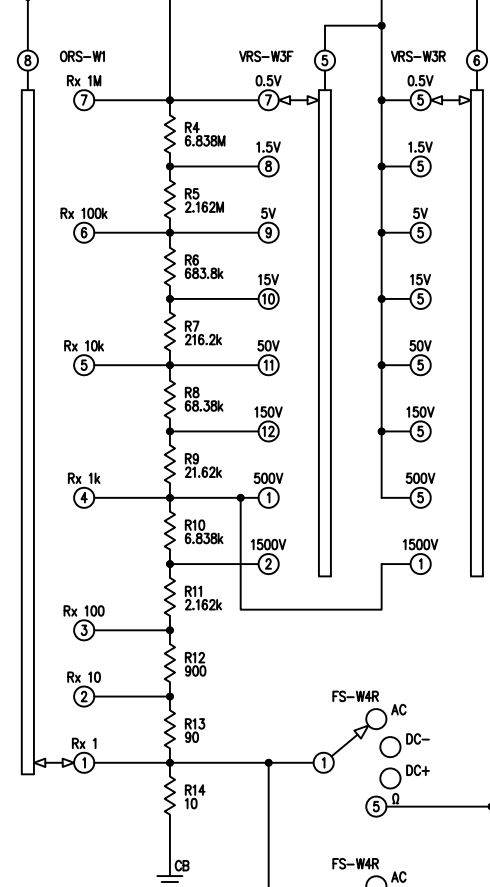 8 ORS-W1 VRS-W3F 5 VRS-W3R 6
Rx 1M 0.5V 0.5V
7 7 5
R4
6.838M
1.5V 1.5V
8 5
R5
2.162M
Rx 100k 5V 5V
6 9 5
R6
683.8k
15V 15V
10 5
R7
216.2k
Rx 10k 50V 50V
5 11 5
R8
68.38k
150V 150V
12 5
R9
21.62k
Rx 1k 500V 500V
4 1 5
R10
6.838k
1500V 1500V
2 1
R11
2.162k
Rx 100
3
R12
900
Rx 10
2
FS-W4R
AC
R13
90
DC-
Rx 1
1 1
DC+
R14
10
5 Ω
CB
FS-W4R
AC